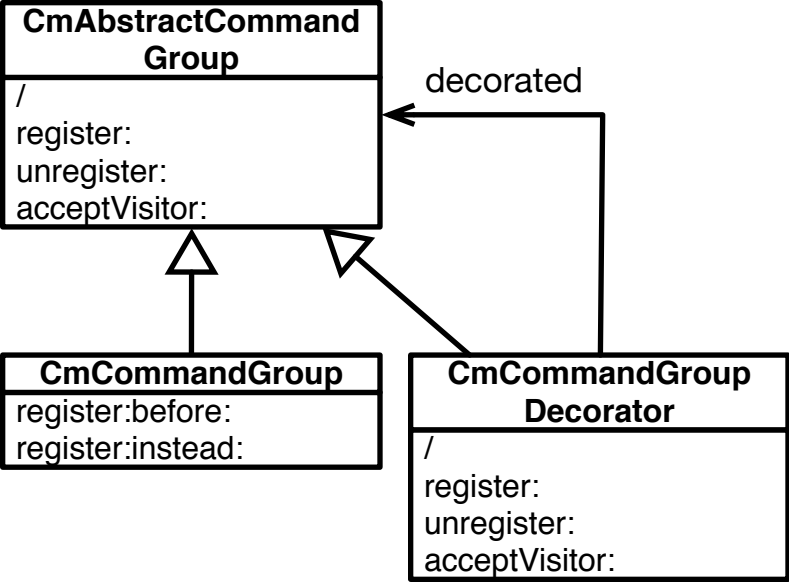 CmAbstractCommand
Group
/
register:
unregister:
acceptVisitor:
decorated
CmCommandGroup
register:before:
register:instead:
CmCommandGroup
Decorator
/
register:
unregister:
acceptVisitor: